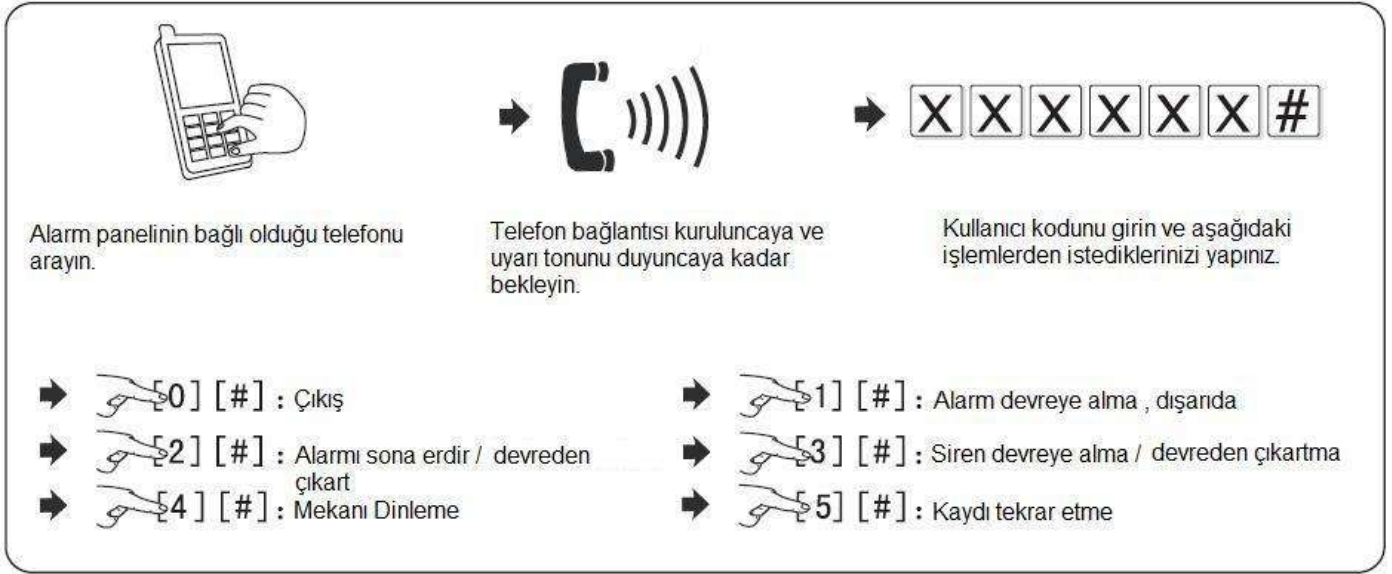 X X X X X X #
Alarm panelinin bağlı olduğu telefonu
arayın.
Telefon bağlantısı kuruluncaya ve
uyarı tonunu duyuncaya kadar
bekleyin.
Kullanıcı kodunu girin ve aşağıdaki
işlemlerden istediklerinizi yapınız.
[0] [#] : Çıkış
[1] [#] : Alarm devreye alma , dışarıda
[2] [#] : Alarmı sona erdir / devreden
çıkart
[3] [#] : Siren devreye alma / devreden çıkartma
[4] [#] : Mekanı Dinleme
[5] [#] : Kaydı tekrar etme